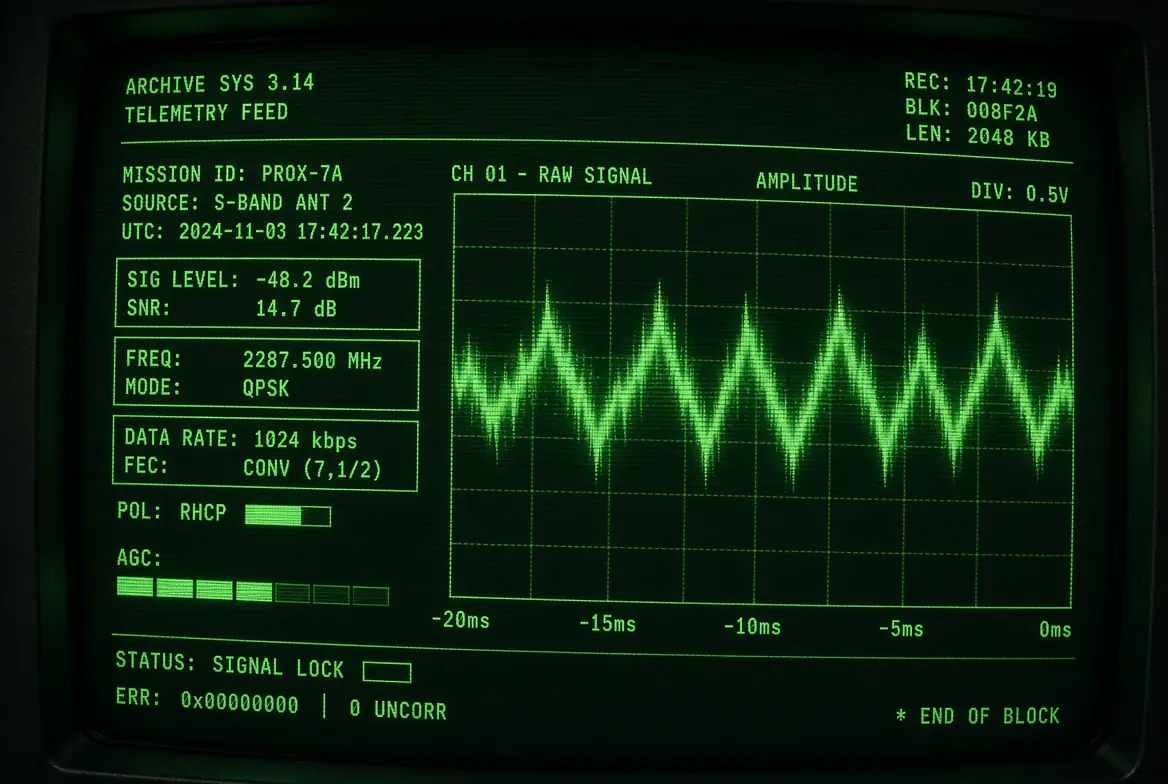 ARCHIVE SYS 3.14
TELEMETRY FEED
REC: 17:42:19
BLK: 008F2A
LEN: 2048 KB
MISSION ID: PROX-7A
SOURCE: S-BAND ANT 2
UTC: 2024-11-03 17:42:17.223
SIG LEVEL: -48.2 dBm
SNR: 14.7 dB
FREQ: 2287.500 MHz
MODE: QPSK
DATA RATE: 1024 kbps
FEC: CONV (7,1/2)
POL: RHCP
AGC:
CH 01 - RAW SIGNAL AMPLITUDE DIV: 0.5V
-20ms -15ms -10ms -5ms 0ms
STATUS: SIGNAL LOCK
ERR: 0x00000000 | 0 UNCORR
* END OF BLOCK